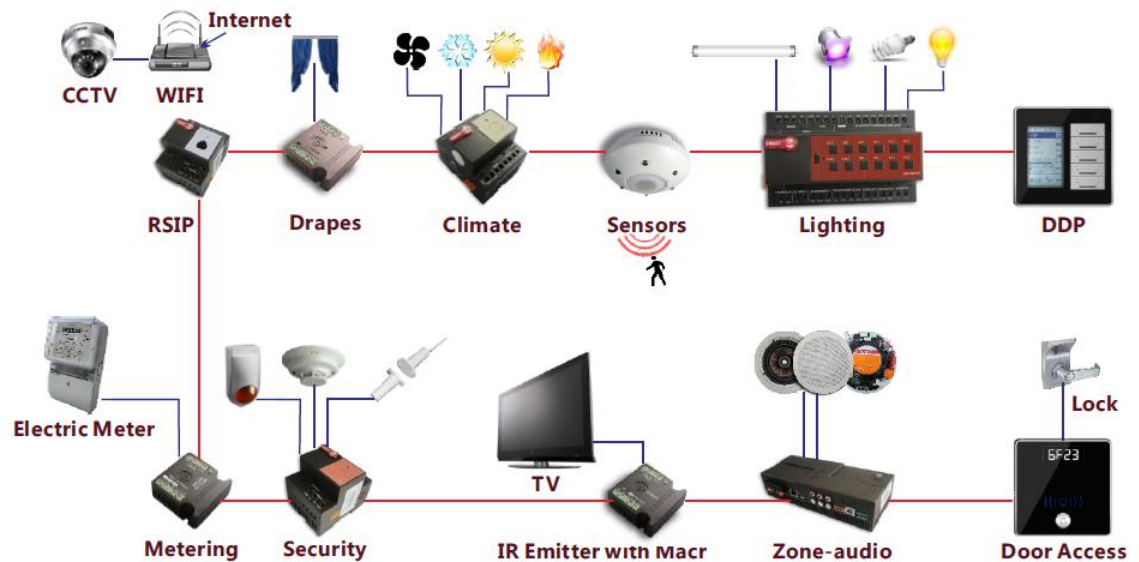 Internet
CCTV
WIFI
RSIP
Drapes
Climate
Sensors
Lighting
DDP
Electric Meter
Lock
6F23
TV
Metering
Security
IR Emitter with Macr
Zone-audio
Door Access